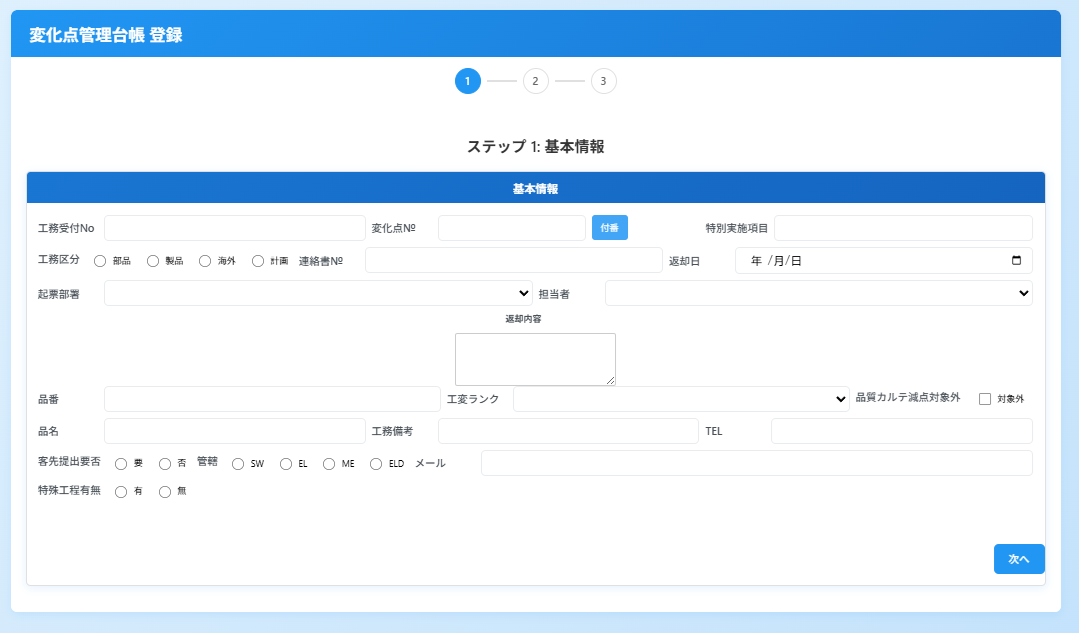 変化点管理台帳 登録
1 2 3
ステップ 1: 基本情報
基本情報
工務受付No 変化点№ 付番 特別実施項目
工務区分 部品 製品 海外 計画 連絡書№ 返却日 年 /月/日
起票部署 担当者
返却内容
品番 工変ランク 品質カルテ減点対象外 対象外
品名 工務備考 TEL
客先提出要否 要 否 管轄 SW EL ME ELD メール
特殊工程有無 有 無
次へ